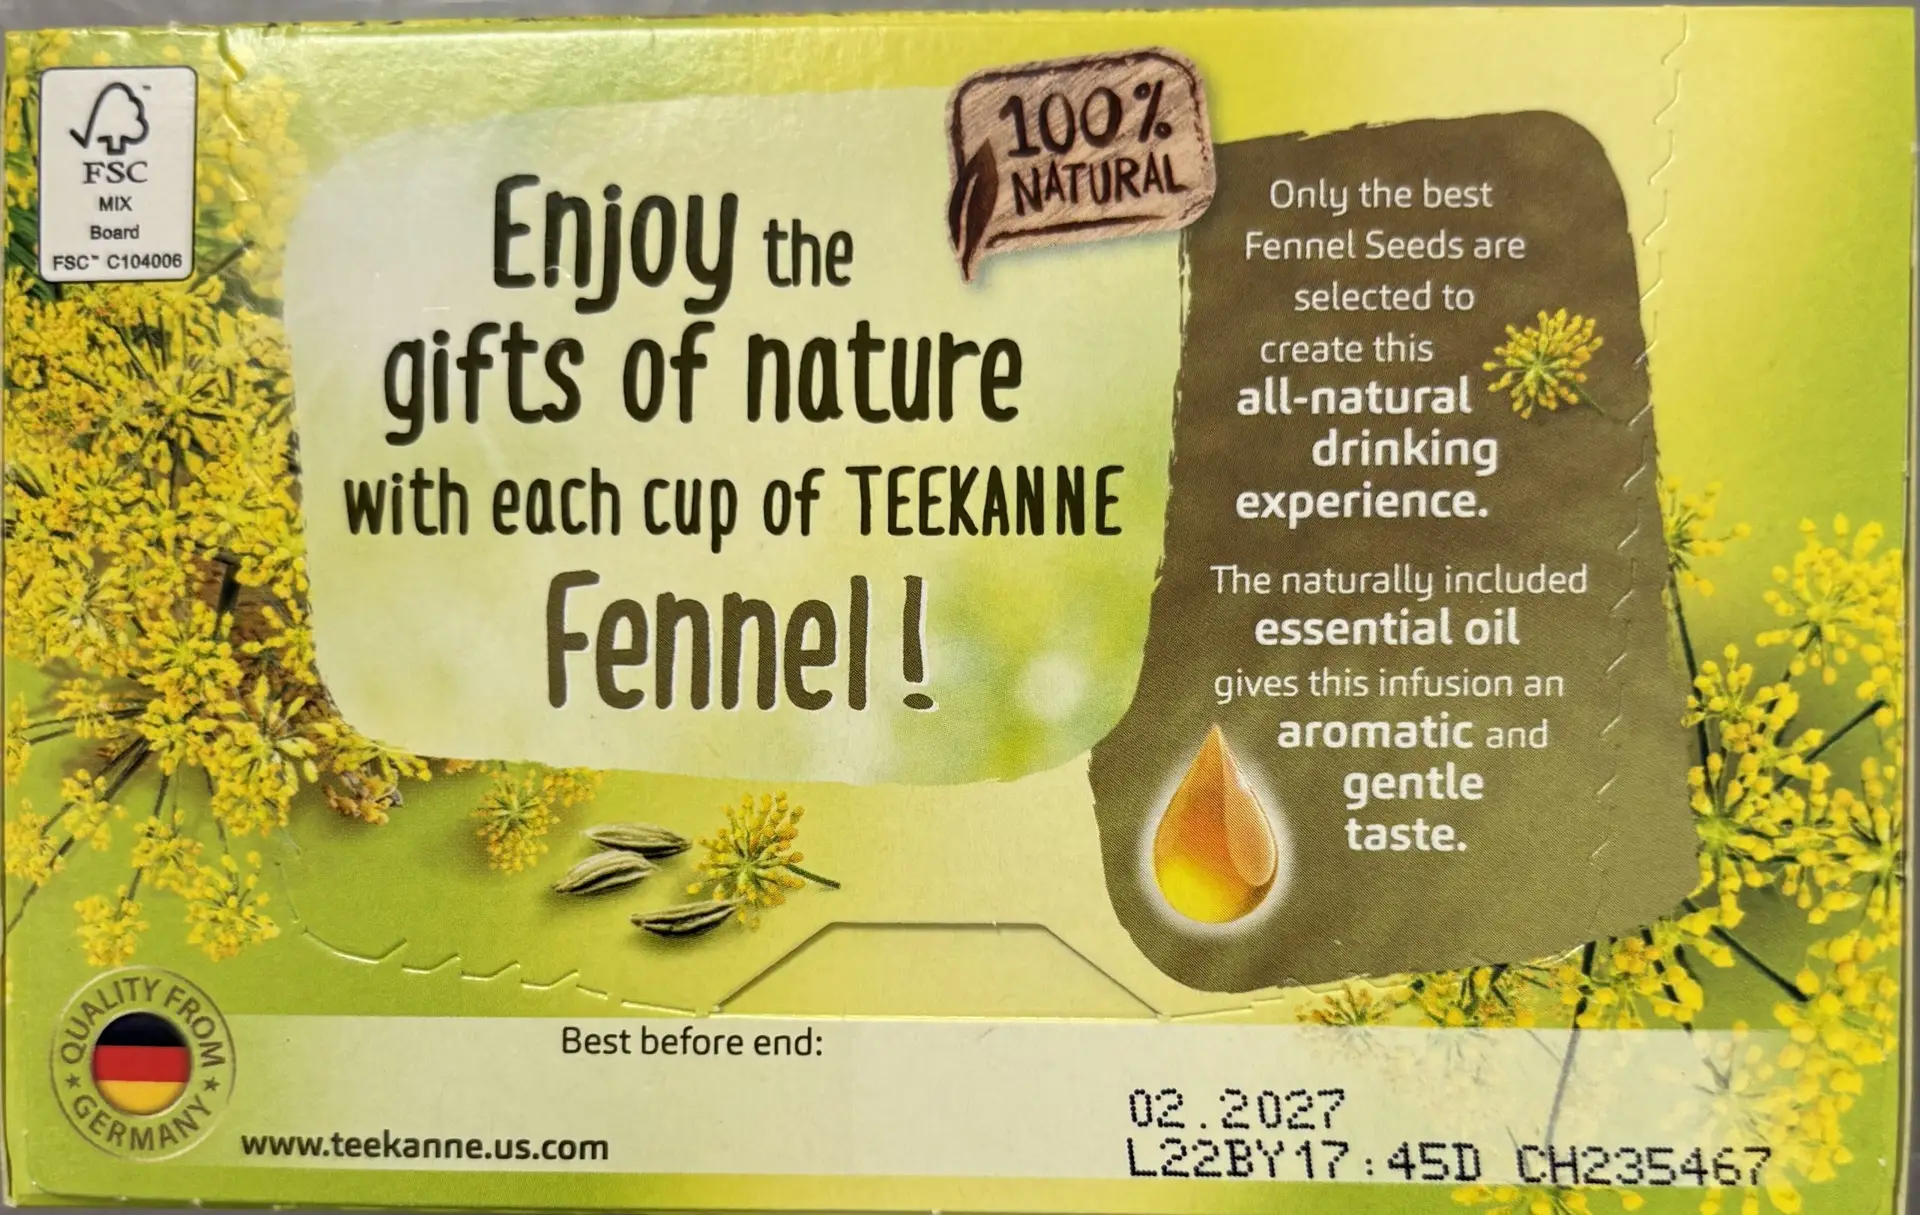 FSC
MIX
Board
FSC™ C104006
100%
NATURAL
Enjoy the
gifts of nature
with each cup of TEEKANNE
Fennel!
Only the best
Fennel Seeds are
selected to
create this
all-natural
drinking
experience.
The naturally included
essential oil
gives this infusion an
aromatic and
gentle
taste.
QUALITY FROM
GERMANY
Best before end:
www.teekanne.us.com
02.2027
L22BY17:45D CH235467